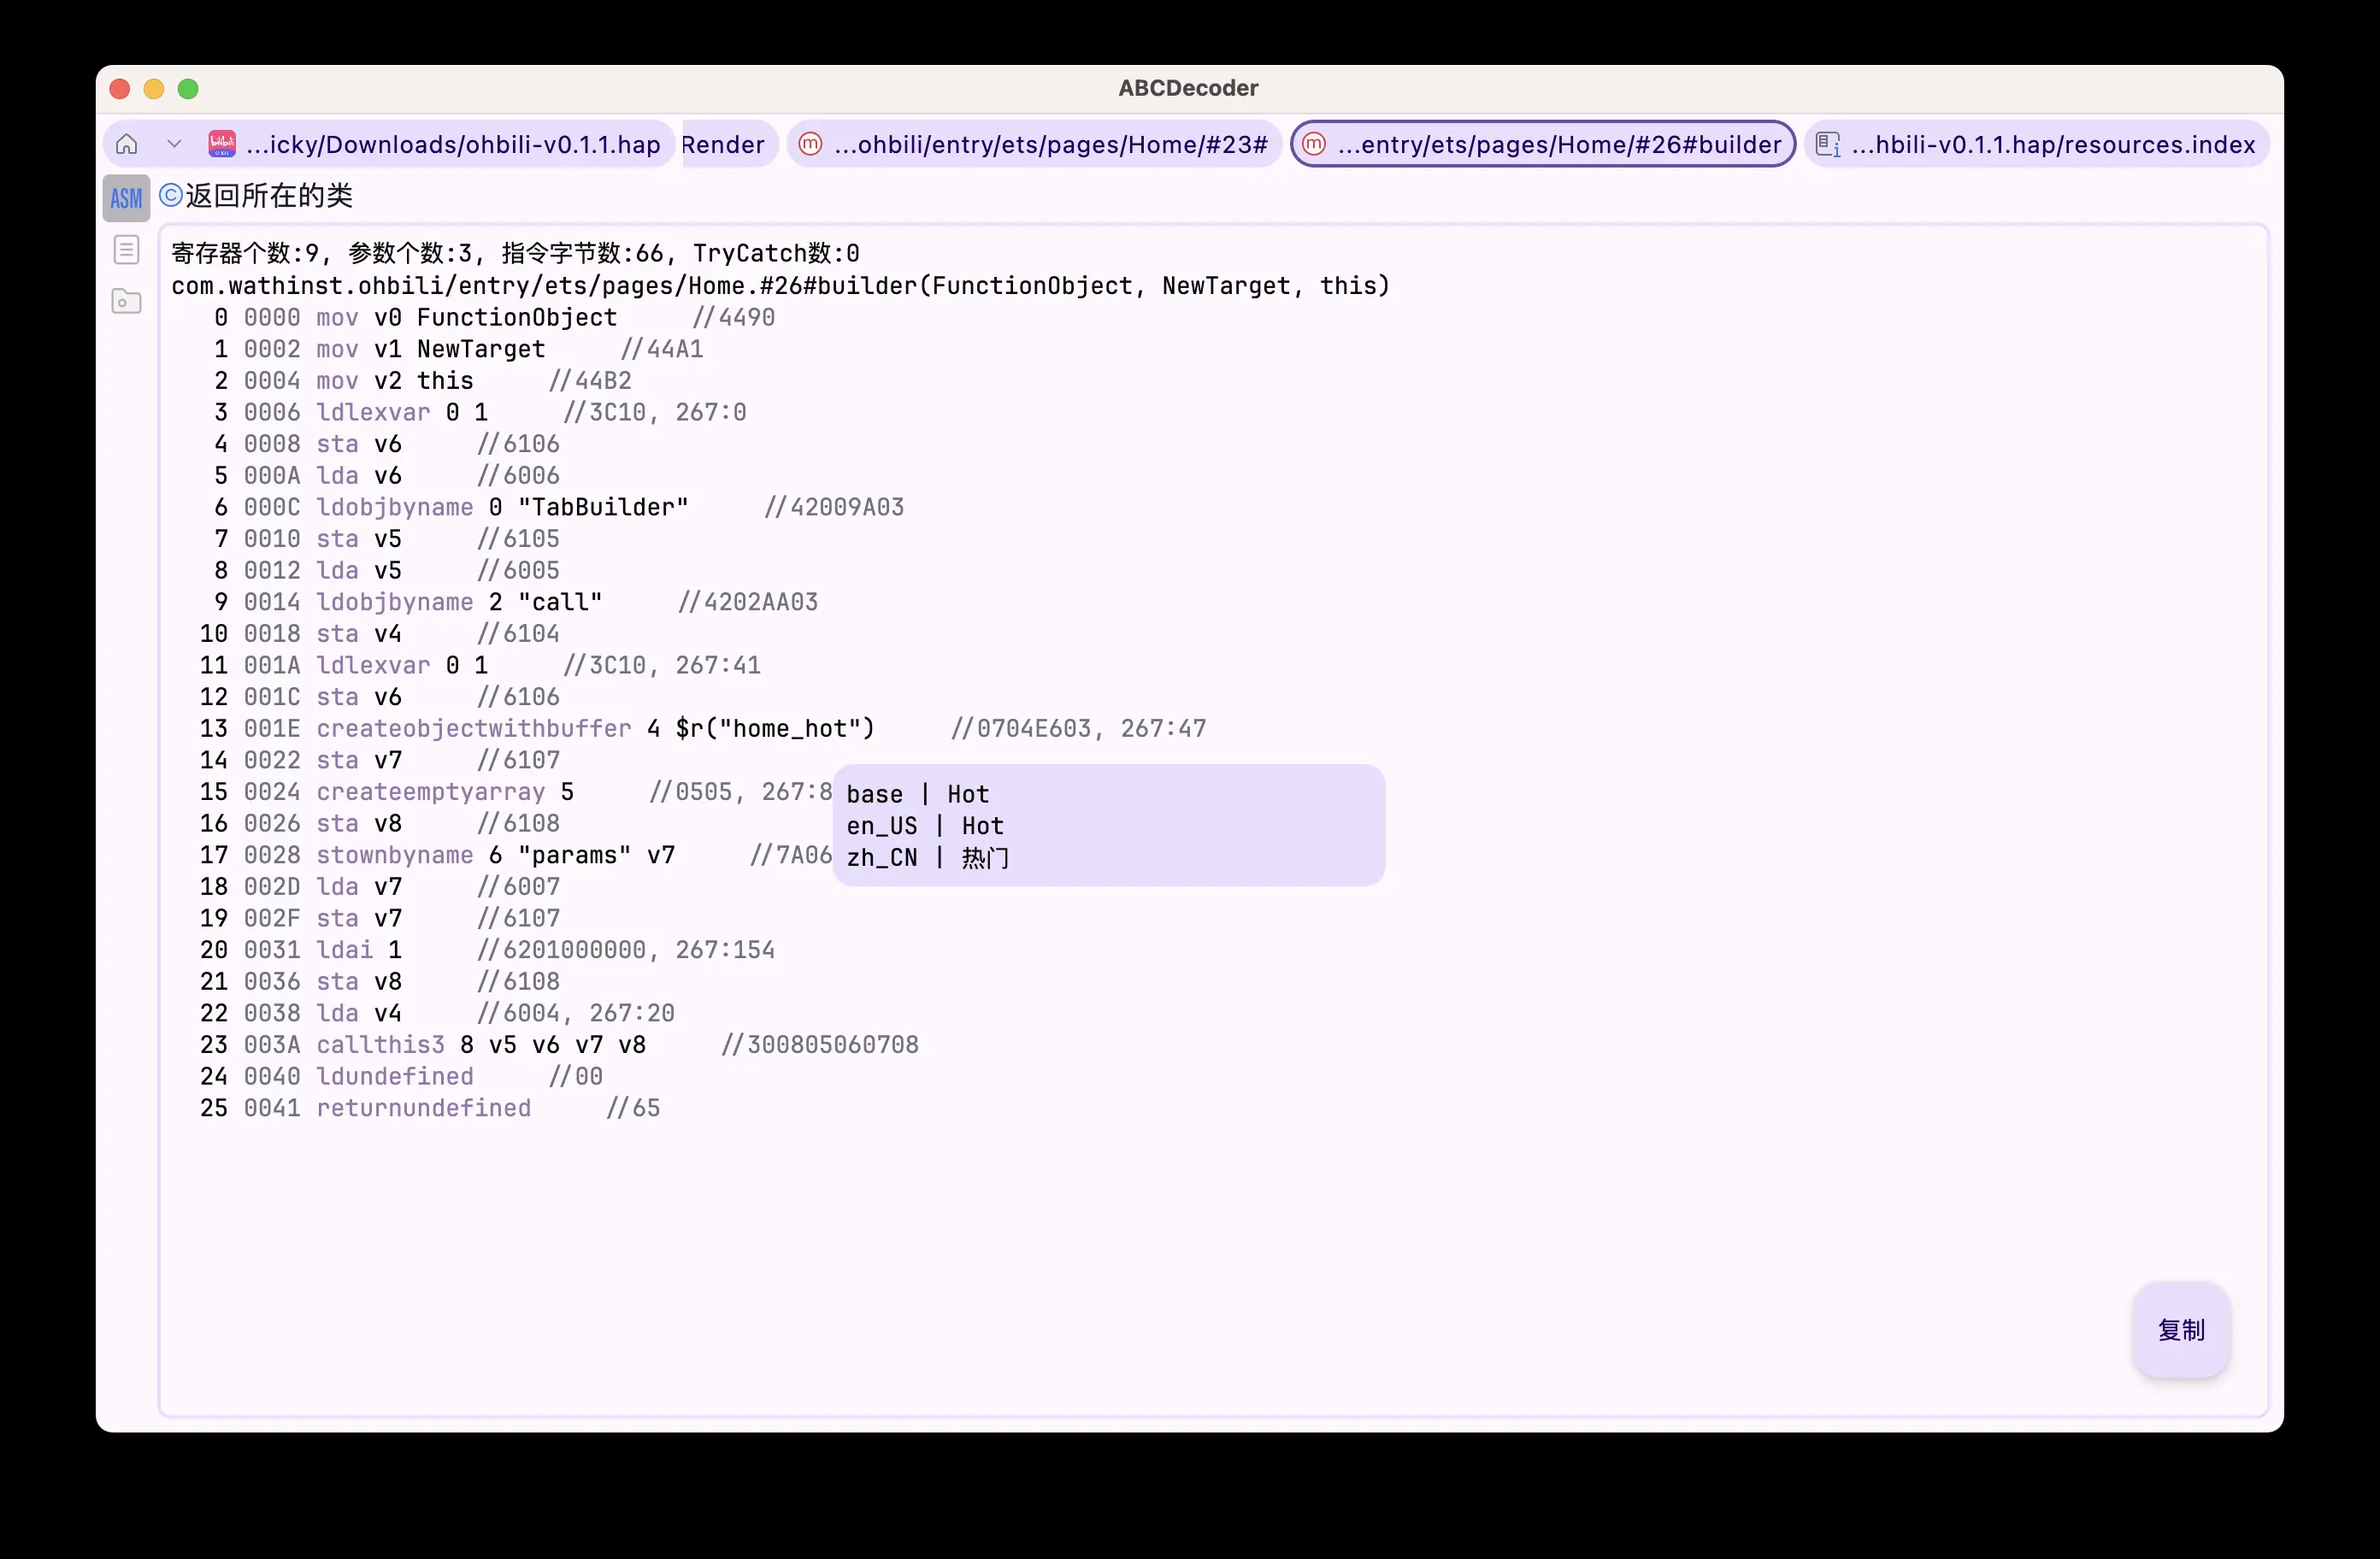 ABCDecoder
...icky/Downloads/ohbili-v0.1.1.hap
Render
...ohbili/entry/ets/pages/Home/#23#
...entry/ets/pages/Home/#26#builder
...hbili-v0.1.1.hap/resources.index
ASM
返回所在的类
寄存器个数:9, 参数个数:3, 指令字节数:66, TryCatch数:0
com.wathinst.ohbili/entry/ets/pages/Home.#26#builder(FunctionObject, NewTarget, this)
0 0000 mov v0 FunctionObject //4490
1 0002 mov v1 NewTarget //44A1
2 0004 mov v2 this //44B2
3 0006 ldlexvar 0 1 //3C10, 267:0
4 0008 sta v6 //6106
5 000A lda v6 //6006
6 000C ldobjbyname 0 "TabBuilder" //42009A03
7 0010 sta v5 //6105
8 0012 lda v5 //6005
9 0014 ldobjbyname 2 "call" //4202AA03
10 0018 sta v4 //6104
11 001A ldlexvar 0 1 //3C10, 267:41
12 001C sta v6 //6106
13 001E createobjectwithbuffer 4 $r("home_hot") //0704E603, 267:47
14 0022 sta v7 //6107
15 0024 createemptyarray 5 //0505, 267:8
16 0026 sta v8 //6108
17 0028 stownbyname 6 "params" v7 //7A06
18 002D lda v7 //6007
19 002F sta v7 //6107
20 0031 ldai 1 //6201000000, 267:154
21 0036 sta v8 //6108
22 0038 lda v4 //6004, 267:20
23 003A callthis3 8 v5 v6 v7 v8 //300805060708
24 0040 ldundefined //00
25 0041 returnundefined //65
base | Hot
en_US | Hot
zh_CN | 热门
复制